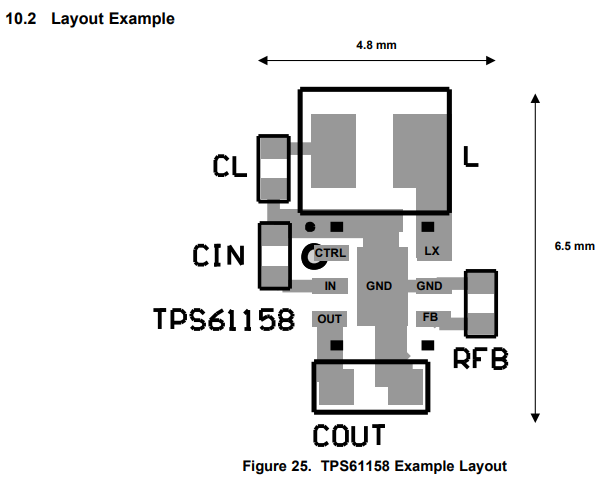 10.2 Layout Example
4.8 mm
CL
L
6.5 mm
CIN
CTRL
LX
IN
GND
GND
TPS61158
OUT
FB
RFB
COUT
Figure 25. TPS61158 Example Layout